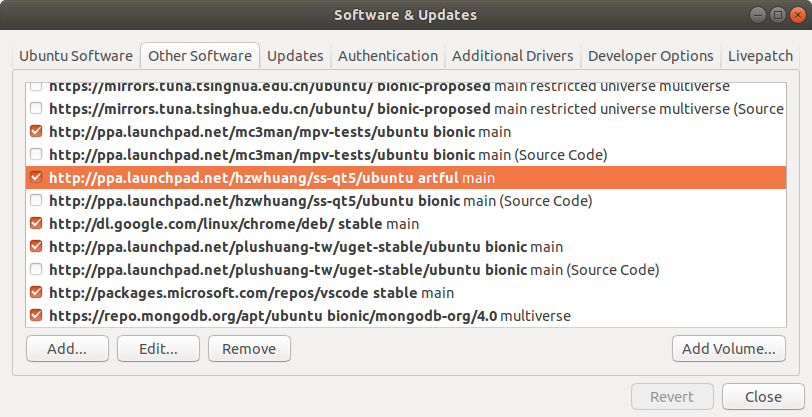 Software & Updates
Ubuntu Software Other Software Updates Authentication Additional Drivers Developer Options Livepatch
https://mirrors.tuna.tsinghua.edu.cn/ubuntu/ bionic-proposed main restricted universe multiverse
https://mirrors.tuna.tsinghua.edu.cn/ubuntu/ bionic-proposed main restricted universe multiverse (Source
http://ppa.launchpad.net/mc3man/mpv-tests/ubuntu bionic main
http://ppa.launchpad.net/mc3man/mpv-tests/ubuntu bionic main (Source Code)
http://ppa.launchpad.net/hzwhuang/ss-qt5/ubuntu artful main
http://ppa.launchpad.net/hzwhuang/ss-qt5/ubuntu bionic main (Source Code)
http://dl.google.com/linux/chrome/deb/ stable main
http://ppa.launchpad.net/plushuang-tw/uget-stable/ubuntu bionic main
http://ppa.launchpad.net/plushuang-tw/uget-stable/ubuntu bionic main (Source Code)
http://packages.microsoft.com/repos/vscode stable main
https://repo.mongodb.org/apt/ubuntu bionic/mongodb-org/4.0 multiverse
Add... Edit... Remove Add Volume...
Revert Close